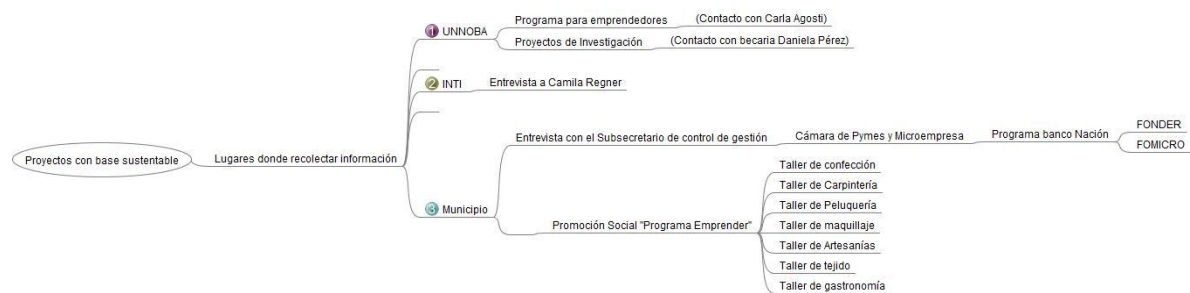 Proyectos con base sustentable
Lugares donde recolectar información
1 UNNOBA
Programa para emprendedores
(Contacto con Carla Agosti)
Proyectos de Investigación
(Contacto con becaria Daniela Pérez)
2 INTI
Entrevista a Camila Regner
3 Municipio
Entrevista con el Subsecretario de control de gestión
Cámara de Pymes y Microempresa
Programa banco Nación
FONDER
FOMICRO
Promoción Social "Programa Emprender"
Taller de confección
Taller de Carpintería
Taller de Peluquería
Taller de maquillaje
Taller de Artesanías
Taller de tejido
Taller de gastronomía